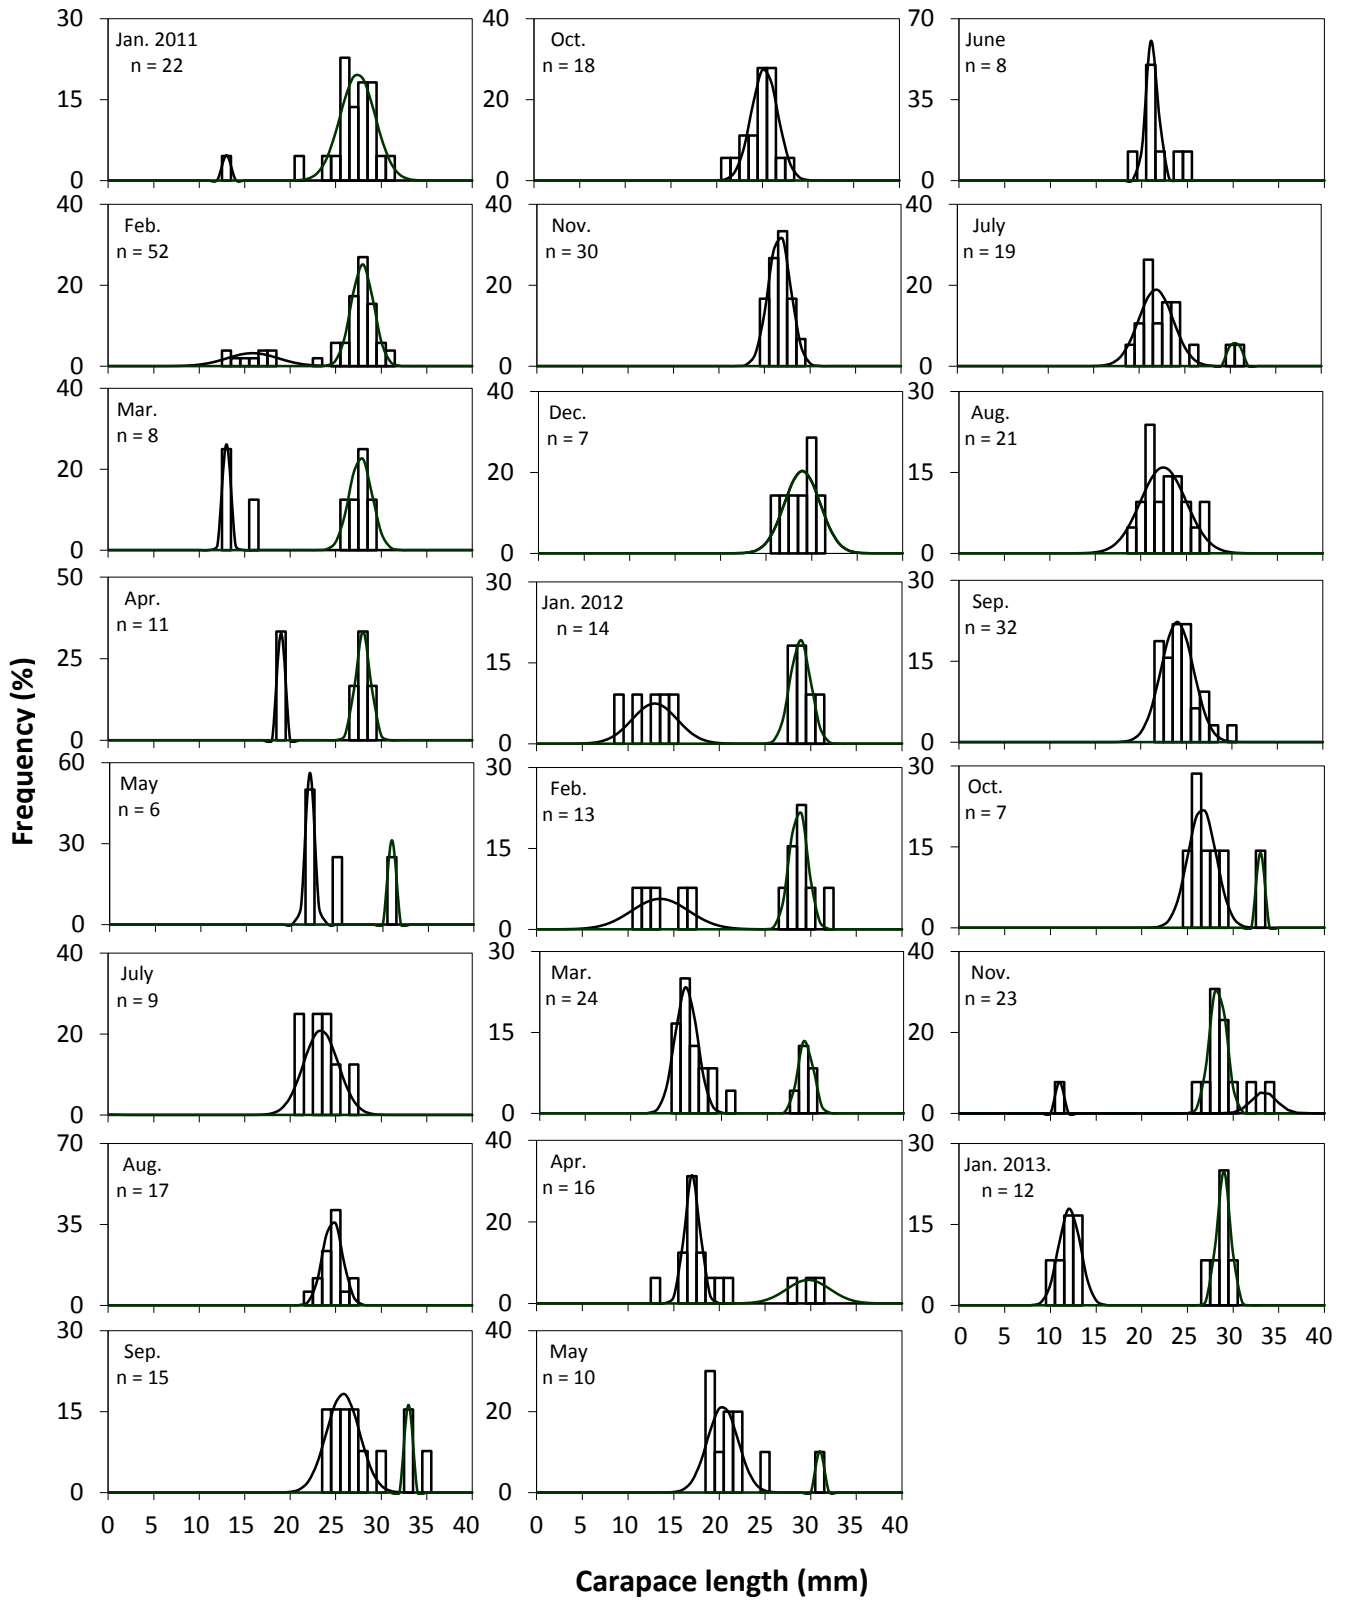 Frequency (%)
30
15
0
Jan. 2011
n = 22
40
20
0
Feb.
n = 52
40
20
0
Mar.
n = 8
50
25
0
Apr.
n = 11
60
30
0
May
n = 6
40
20
0
July
n = 9
70
35
0
Aug.
n = 17
30
15
0
Sep.
n = 15
0 5 10 15 20 25 30 35 40
40
20
0
Oct.
n = 18
40
20
0
Nov.
n = 30
40
20
0
Dec.
n = 7
30
15
0
Jan. 2012
n = 14
30
15
0
Feb.
n = 13
30
15
0
Mar.
n = 24
40
20
0
Apr.
n = 16
40
20
0
May
n = 10
0 5 10 15 20 25 30 35 40
70
35
0
June
n = 8
40
20
0
July
n = 19
30
15
0
Aug.
n = 21
30
15
0
Sep.
n = 32
30
15
0
Oct.
n = 7
40
20
0
Nov.
n = 23
30
15
0
Jan. 2013.
n = 12
0 5 10 15 20 25 30 35 40
Carapace length (mm)